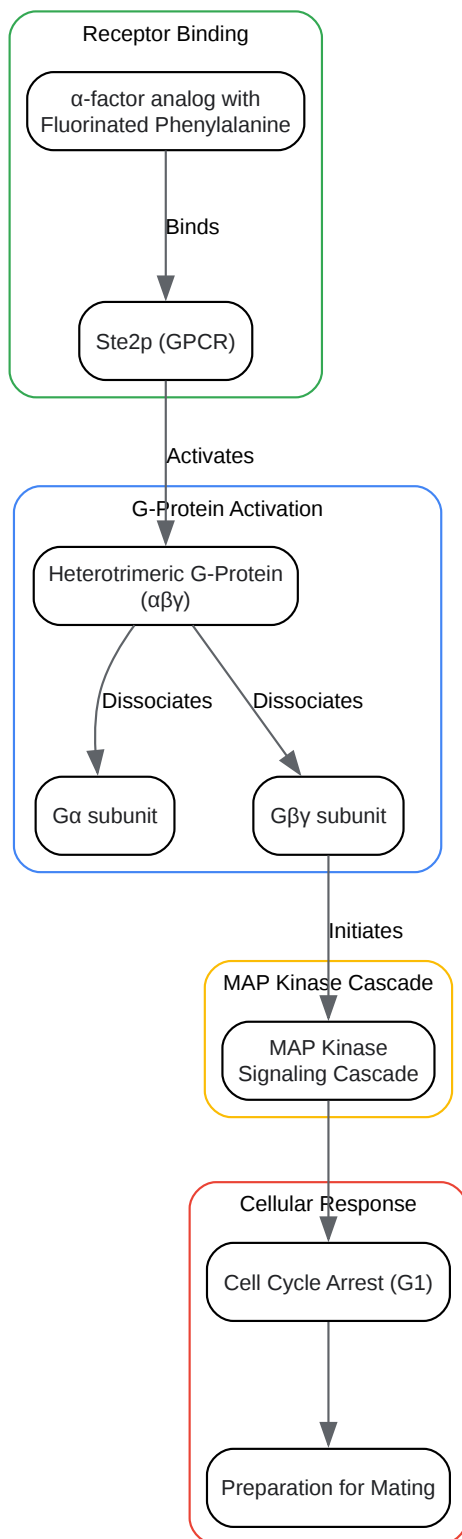 Receptor Binding
α-factor analog with
Fluorinated Phenylalanine
Binds
Ste2p (GPCR)
Activates
G-Protein Activation
Heterotrimeric G-Protein
(αβγ)
Dissociates
Dissociates
Gα subunit
Gβγ subunit
Initiates
MAP Kinase Cascade
MAP Kinase
Signaling Cascade
Cellular Response
Cell Cycle Arrest (G1)
Preparation for Mating